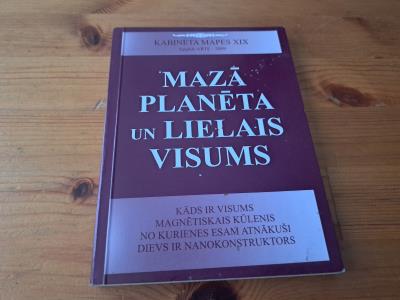 KABINETA MAPES XIX
MAZĀ
PLANĒTA
UN LIELAIS
VISUMS
KĀDS IR VISUMS
MAGNĒTISKAIS KŪLENIS
NO KURIENES ESAM ATNĀKUŠI
DIEVS IR NANOKONSTRUKTORS